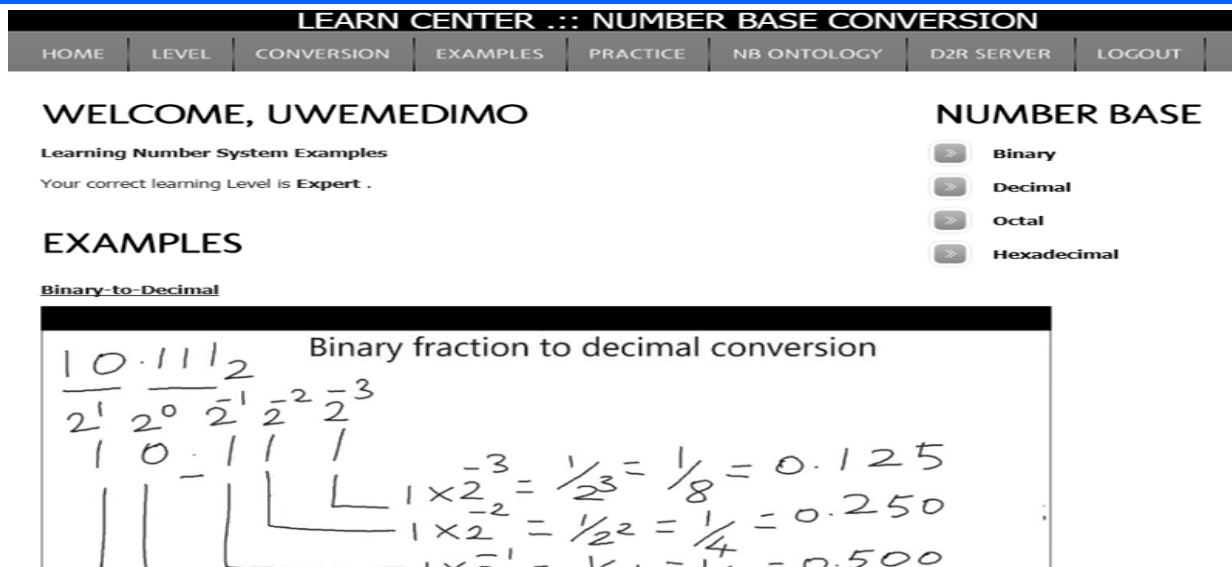 LEARN CENTER .:: NUMBER BASE CONVERSION
HOME LEVEL CONVERSION EXAMPLES PRACTICE NB ONTOLOGY D2R SERVER LOGOUT
WELCOME, UWEMEDIMO
Learning Number System Examples
Your correct learning Level is Expert .
EXAMPLES
Binary-to-Decimal
Binary fraction to decimal conversion
10.111₂
2¹ 2⁰ 2⁻¹ 2⁻² 2⁻³
1 0 . 1 1 1
1 × 2⁻³ = 1/2³ = 1/8 = 0.125
1 × 2⁻² = 1/2² = 1/4 = 0.250
= 0.500
NUMBER BASE
Binary
Decimal
Octal
Hexadecimal